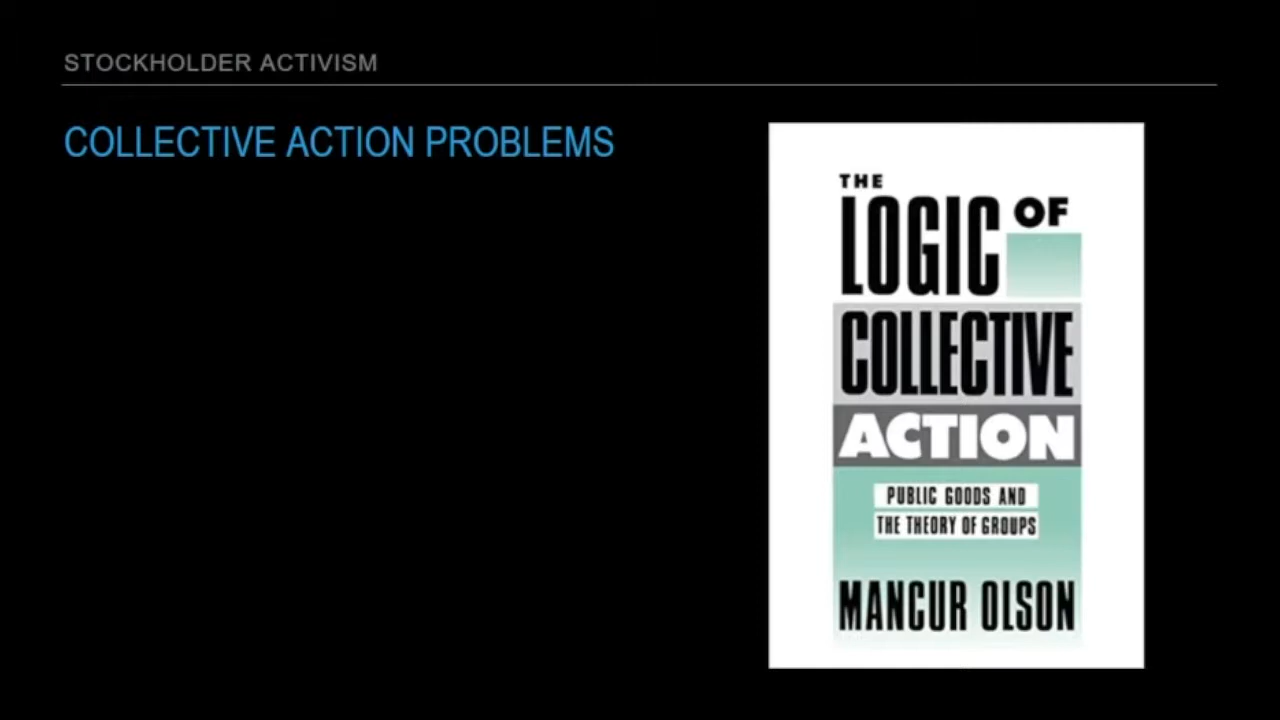 STOCKHOLDER ACTIVISM
COLLECTIVE ACTION PROBLEMS
THE
LOGIC OF
COLLECTIVE
ACTION
PUBLIC GOODS AND
THE THEORY OF GROUPS
MANCUR OLSON